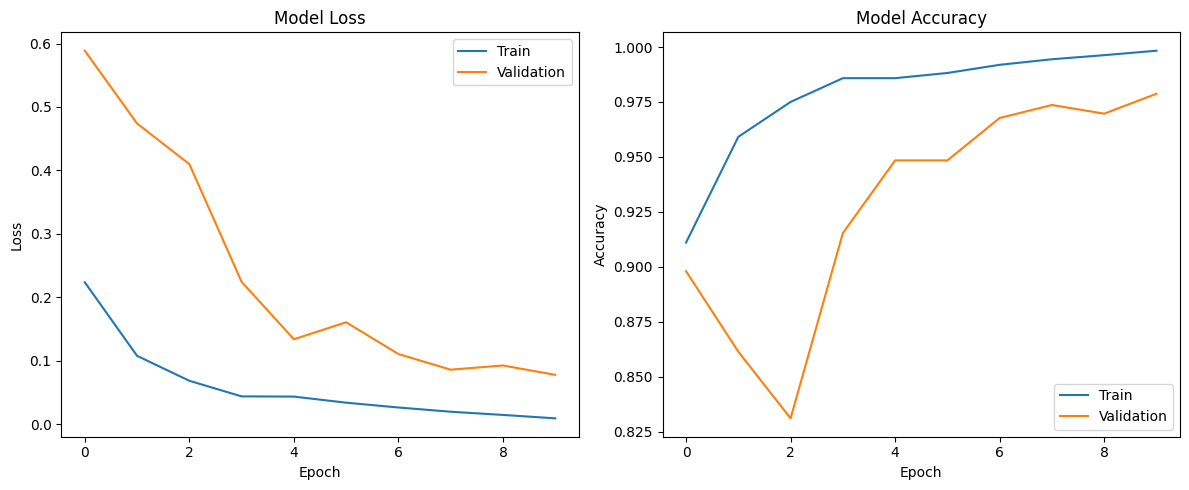 Model Loss
0.6
0.5
0.4
0.3
0.2
0.1
0.0
Loss
0 2 4 6 8
Epoch
Train
Validation
Model Accuracy
1.000
0.975
0.950
0.925
0.900
0.875
0.850
0.825
Accuracy
0 2 4 6 8
Epoch
Train
Validation